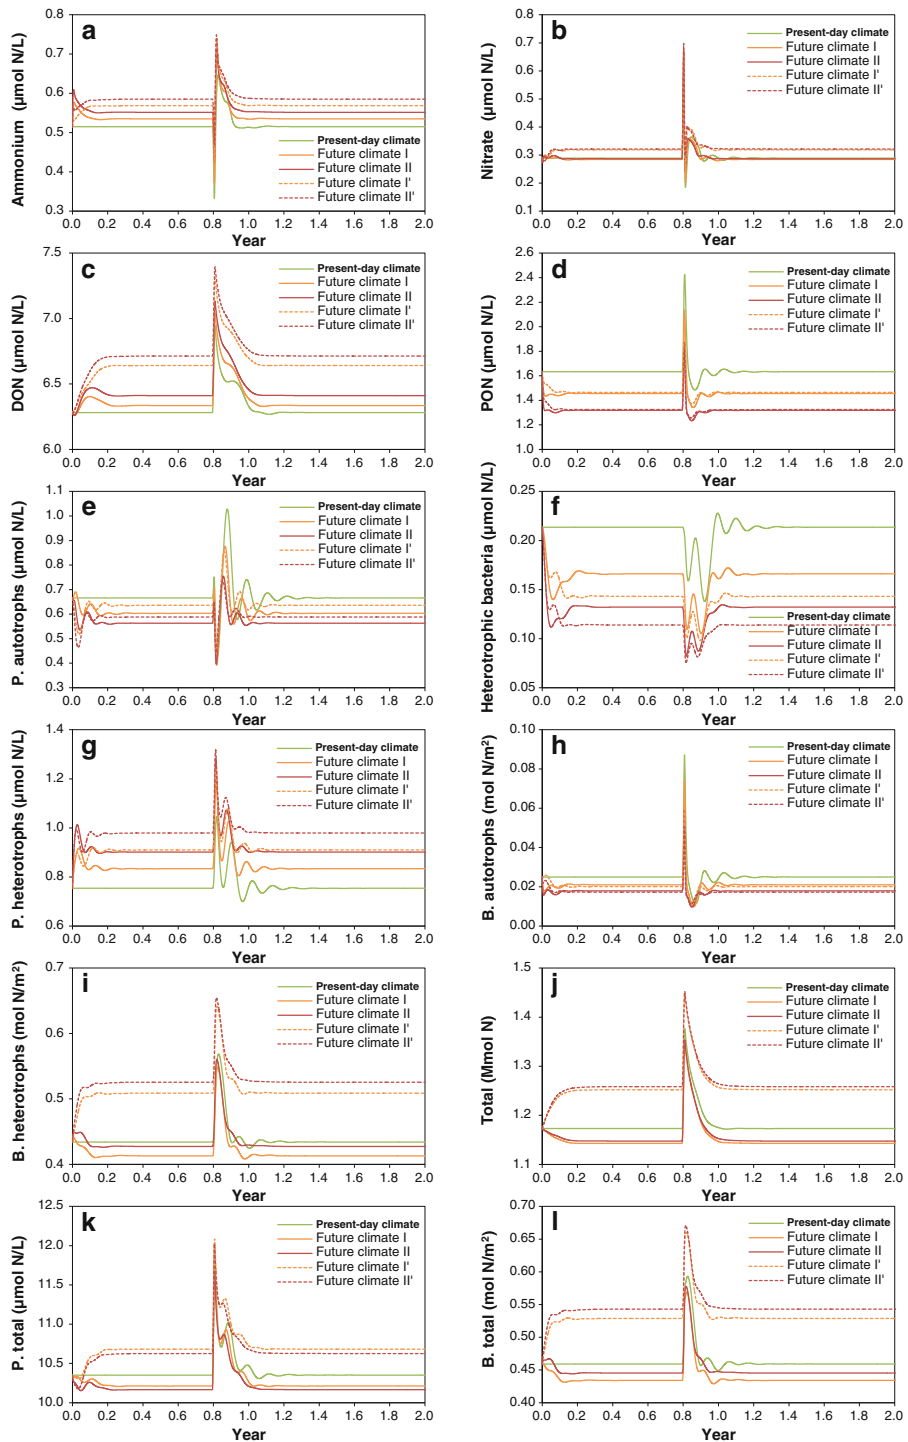 a
Ammonium (µmol N/L)
0.8
0.7
0.6
0.5
0.4
0.3
Present-day climate
Future climate I
Future climate II
Future climate I'
Future climate II'
0.0 0.2 0.4 0.6 0.8 1.0 1.2 1.4 1.6 1.8 2.0
Year
b
Nitrate (µmol N/L)
0.8
0.7
0.6
0.5
0.4
0.3
0.2
0.1
Present-day climate
Future climate I
Future climate II
Future climate I'
Future climate II'
0.0 0.2 0.4 0.6 0.8 1.0 1.2 1.4 1.6 1.8 2.0
Year
c
DON (µmol N/L)
7.5
7.0
6.5
6.0
Present-day climate
Future climate I
Future climate II
Future climate I'
Future climate II'
0.0 0.2 0.4 0.6 0.8 1.0 1.2 1.4 1.6 1.8 2.0
Year
d
PON (µmol N/L)
2.6
2.4
2.2
2.0
1.8
1.6
1.4
1.2
1.0
Present-day climate
Future climate I
Future climate II
Future climate I'
Future climate II'
0.0 0.2 0.4 0.6 0.8 1.0 1.2 1.4 1.6 1.8 2.0
Year
e
P. autotrophs (µmol N/L)
1.1
1.0
0.9
0.8
0.7
0.6
0.5
0.4
0.3
Present-day climate
Future climate I
Future climate II
Future climate I'
Future climate II'
0.0 0.2 0.4 0.6 0.8 1.0 1.2 1.4 1.6 1.8 2.0
Year
f
Heterotrophic bacteria (µmol N/L)
0.25
0.20
0.15
0.10
0.05
Present-day climate
Future climate I
Future climate II
Future climate I'
Future climate II'
0.0 0.2 0.4 0.6 0.8 1.0 1.2 1.4 1.6 1.8 2.0
Year
g
P. heterotrophs (µmol N/L)
1.4
1.2
1.0
0.8
0.6
Present-day climate
Future climate I
Future climate II
Future climate I'
Future climate II'
0.0 0.2 0.4 0.6 0.8 1.0 1.2 1.4 1.6 1.8 2.0
Year
h
B. autotrophs (mol N/m²)
0.10
0.08
0.06
0.04
0.02
0.00
Present-day climate
Future climate I
Future climate II
Future climate I'
Future climate II'
0.0 0.2 0.4 0.6 0.8 1.0 1.2 1.4 1.6 1.8 2.0
Year
i
B. heterotrophs (mol N/m²)
0.7
0.6
0.5
0.4
Present-day climate
Future climate I
Future climate II
Future climate I'
Future climate II'
0.0 0.2 0.4 0.6 0.8 1.0 1.2 1.4 1.6 1.8 2.0
Year
j
Total (Mmol N)
1.5
1.4
1.3
1.2
1.1
Present-day climate
Future climate I
Future climate II
Future climate I'
Future climate II'
0.0 0.2 0.4 0.6 0.8 1.0 1.2 1.4 1.6 1.8 2.0
Year
k
P. total (µmol N/L)
12.5
12.0
11.5
11.0
10.5
10.0
Present-day climate
Future climate I
Future climate II
Future climate I'
Future climate II'
0.0 0.2 0.4 0.6 0.8 1.0 1.2 1.4 1.6 1.8 2.0
Year
l
B. total (mol N/m²)
0.70
0.65
0.60
0.55
0.50
0.45
0.40
Present-day climate
Future climate I
Future climate II
Future climate I'
Future climate II'
0.0 0.2 0.4 0.6 0.8 1.0 1.2 1.4 1.6 1.8 2.0
Year